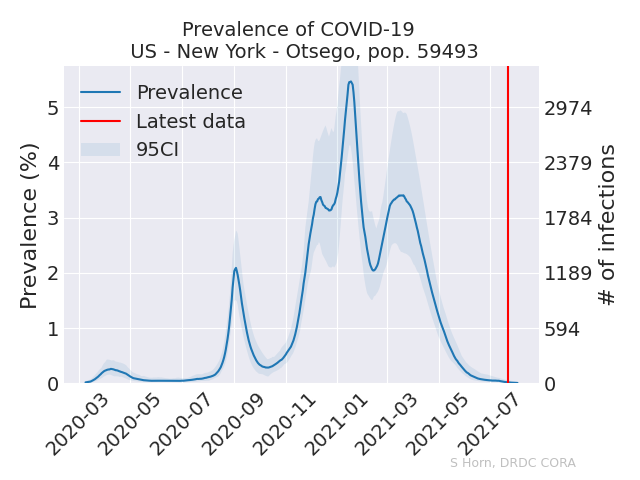 Prevalence of COVID-19
US - New York - Otsego, pop. 59493
Prevalence
Latest data
95CI
Prevalence (%)
5
4
3
2
1
0
2974
2379
1784
1189
594
0
# of infections
2020-03
2020-05
2020-07
2020-09
2020-11
2021-01
2021-03
2021-05
2021-07
S Horn, DRDC CORA